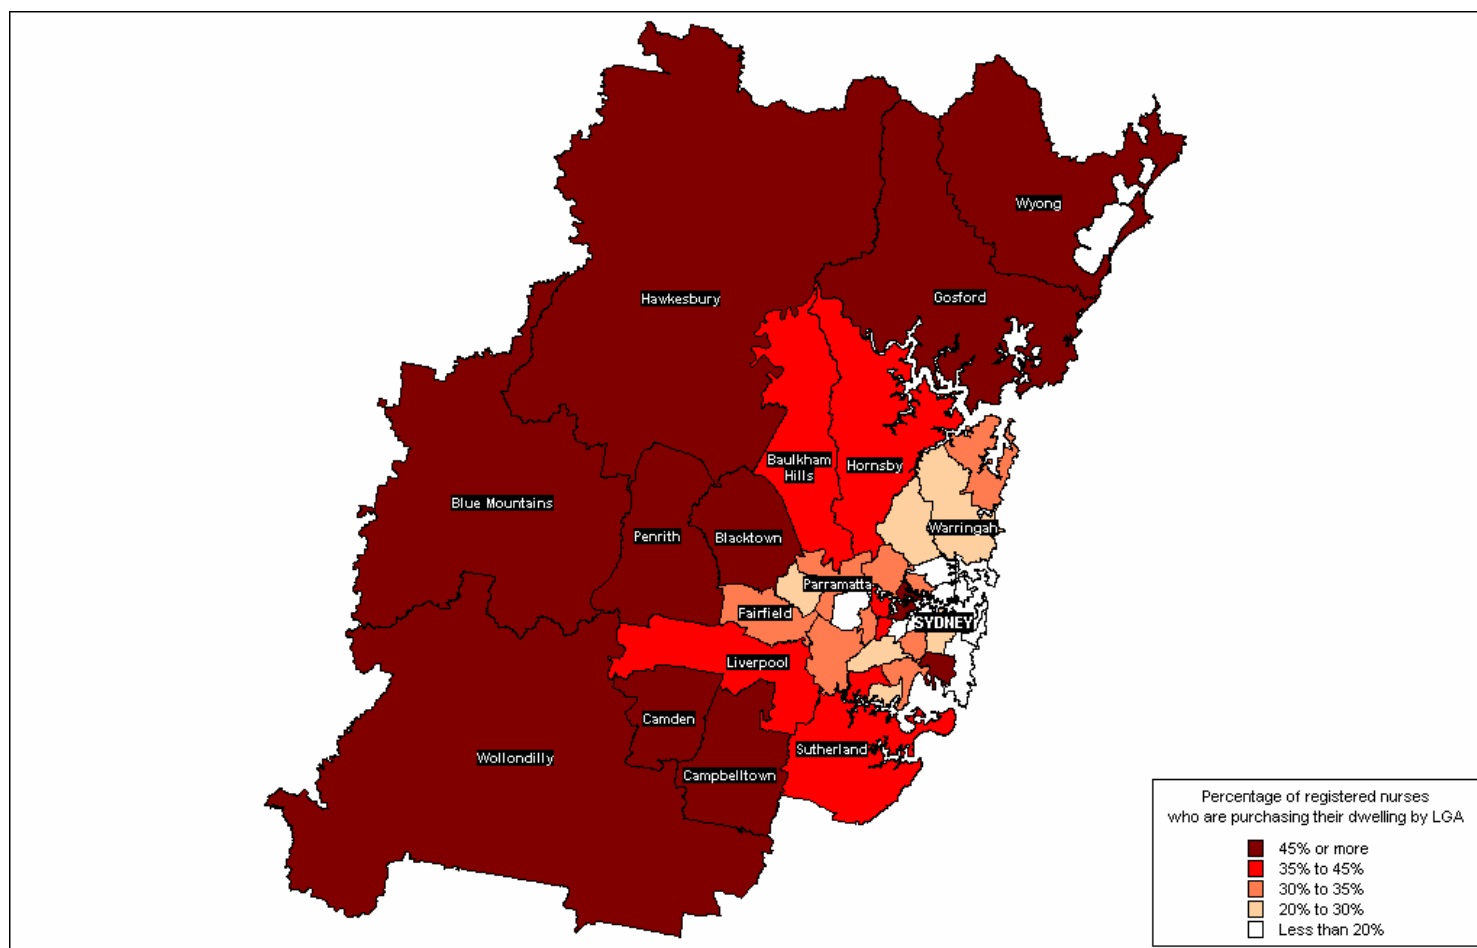 Wyong
Gosford
Hawkesbury
Baulkham
Hills
Hornsby
Blue Mountains
Warringah
Penrith
Blacktown
Parramatta
Fairfield
SYDNEY
Liverpool
Camden
Sutherland
Wollondilly
Campbelltown
Percentage of registered nurses
who are purchasing their dwelling by LGA
45% or more
35% to 45%
30% to 35%
20% to 30%
Less than 20%